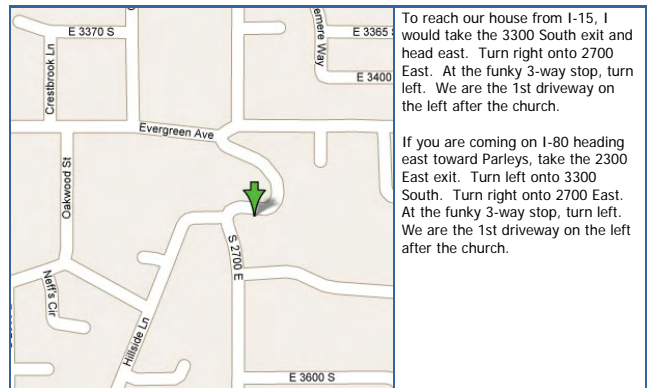 E 3370 S
Crestbrook Ln
E 3365
E 3400
Evergreen Ave
Oakwood St
S 2700 E
Neff's Cir
Hillside Ln
E 3600 S
To reach our house from I-15, I
would take the 3300 South exit and
head east. Turn right onto 2700
East. At the funky 3-way stop, turn
left. We are the 1st driveway on
the left after the church.
If you are coming on I-80 heading
east toward Parleys, take the 2300
East exit. Turn left onto 3300
South. Turn right onto 2700 East.
At the funky 3-way stop, turn left.
We are the 1st driveway on the left
after the church.